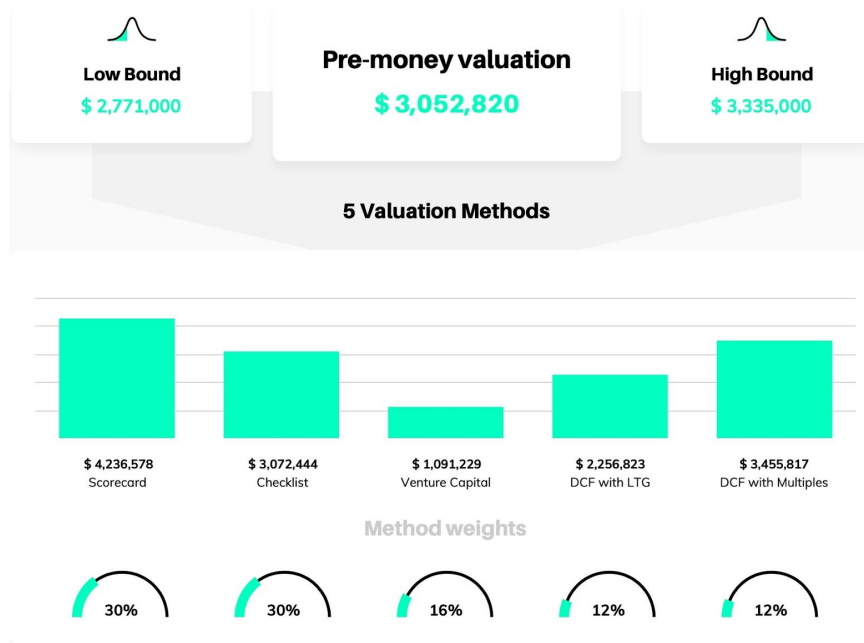 Low Bound
$ 2,771,000
Pre-money valuation
$ 3,052,820
High Bound
$ 3,335,000
5 Valuation Methods
$ 4,236,578
Scorecard
$ 3,072,444
Checklist
$ 1,091,229
Venture Capital
$ 2,256,823
DCF with LTG
$ 3,455,817
DCF with Multiples
Method weights
30%
30%
16%
12%
12%